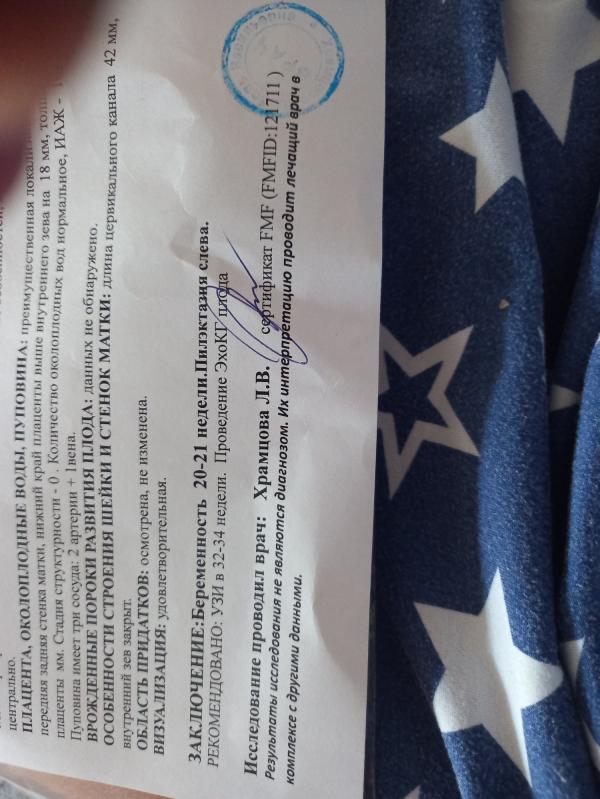 центрально.
ПЛАЦЕНТА, ОКОЛОПЛОДНЫЕ ВОДЫ, ПУПОВИНА: преимущественная
передняя задняя стенка матки, нижний край плаценты выше внутреннего зева на 18 мм,
плаценты мм. Стадия структурности - 0 . Количество околоплодных вод нормальное, ИАЖ -
Пуповина имеет три сосуда: 2 артерии + 1вена.
ВРОЖДЕННЫЕ ПОРОКИ РАЗВИТИЯ ПЛОДА: данных не обнаружено.
ОСОБЕННОСТИ СТРОЕНИЯ ШЕЙКИ И СТЕНОК МАТКИ: длина цервикального канала 42 мм,
внутренний зев закрыт.
ОБЛАСТЬ ПРИДАТКОВ: осмотрена, не изменена.
ВИЗУАЛИЗАЦИЯ: удовлетворительная.
ЗАКЛЮЧЕНИЕ:Беременность 20-21 недели.Пилэктазия слева.
РЕКОМЕНДОВАНО: УЗИ в 32-34 недели. Проведение ЭхоКГ плода
Исследование проводил врач: Храмцова Л.В. сертификат FMF (FMFID:121711 )
Результаты исследования не являются диагнозом. Их интерпретацию проводит лечащий врач в
комплексе с другими данными.